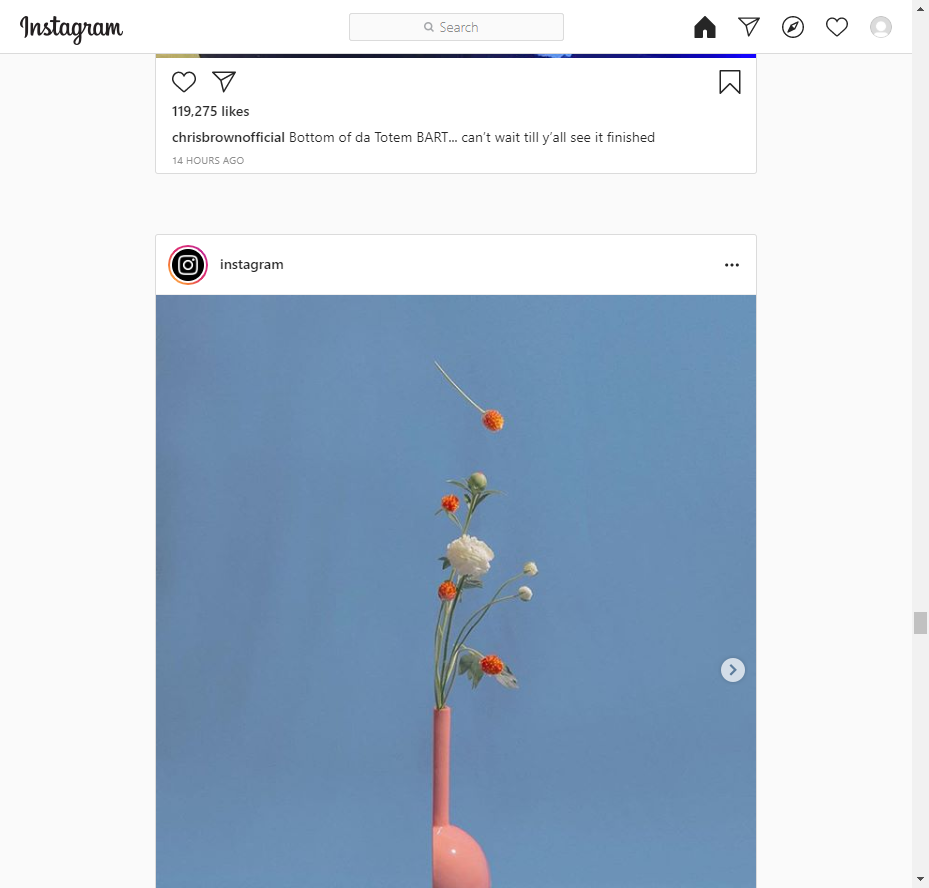 Instagram
Search
119,275 likes
chrisbrownofficial Bottom of da Totem BART... can’t wait till y’all see it finished
14 HOURS AGO
instagram